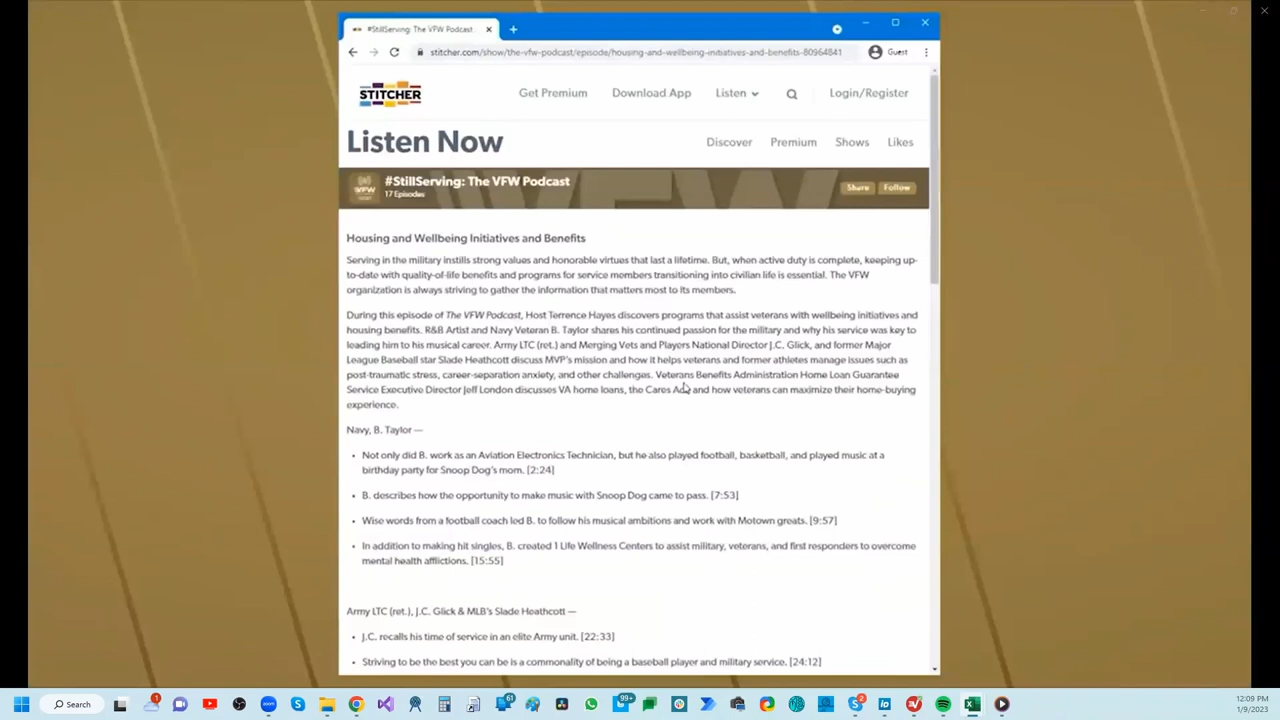 #StillServing: The VFW Podcast
stitcher.com/show/the-vfw-podcast/episode/housing-and-wellbeing-initiatives-and-benefits-80964841
Guest
STITCHER
Get Premium
Download App
Listen
Login/Register
Listen Now
Discover
Premium
Shows
Likes
VFW
#StillServing: The VFW Podcast
17 Episodes
Share
Follow
Housing and Wellbeing Initiatives and Benefits
Serving in the military instills strong values and honorable virtues that last a lifetime. But, when active duty is complete, keeping up-
to-date with quality-of-life benefits and programs for service members transitioning into civilian life is essential. The VFW
organization is always striving to gather the information that matters most to its members.
During this episode of The VFW Podcast, Host Terrence Hayes discovers programs that assist veterans with wellbeing initiatives and
housing benefits. R&B Artist and Navy Veteran B. Taylor shares his continued passion for the military and why his service was key to
leading him to his musical career. Army LTC (ret.) and Merging Vets and Players National Director J.C. Glick, and former Major
League Baseball star Slade Heathcott discuss MVP's mission and how it helps veterans and former athletes manage issues such as
post-traumatic stress, career-separation anxiety, and other challenges. Veterans Benefits Administration Home Loan Guarantee
Service Executive Director Jeff London discusses VA home loans, the Cares Act, and how veterans can maximize their home-buying
experience.
Navy, B. Taylor —
• Not only did B. work as an Aviation Electronics Technician, but he also played football, basketball, and played music at a
birthday party for Snoop Dog's mom. [2:24]
• B. describes how the opportunity to make music with Snoop Dog came to pass. [7:53]
• Wise words from a football coach led B. to follow his musical ambitions and work with Motown greats. [9:57]
• In addition to making hit singles, B. created 1 Life Wellness Centers to assist military, veterans, and first responders to overcome
mental health afflictions. [15:55]
Army LTC (ret.), J.C. Glick & MLB's Slade Heathcott —
• J.C. recalls his time of service in an elite Army unit. [22:33]
• Striving to be the best you can be is a commonality of being a baseball player and military service. [24:12]
Search
1
61
99+
2
12:09 PM
1/9/2023